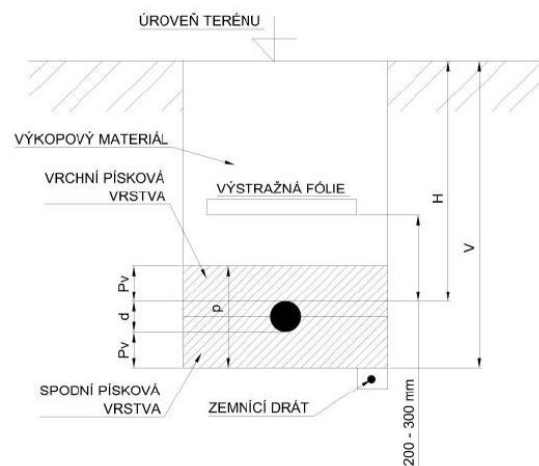 ÚROVEŇ TERÉNU
VÝKOPOVÝ MATERIÁL
VRCHNÍ PÍSKOVÁ
VRSTVA
VÝSTRAŽNÁ FÓLIE
H
V
Pv
d
Pv
p
SPODNÍ PÍSKOVÁ
VRSTVA
ZEMNÍCÍ DRÁT
200 - 300 mm